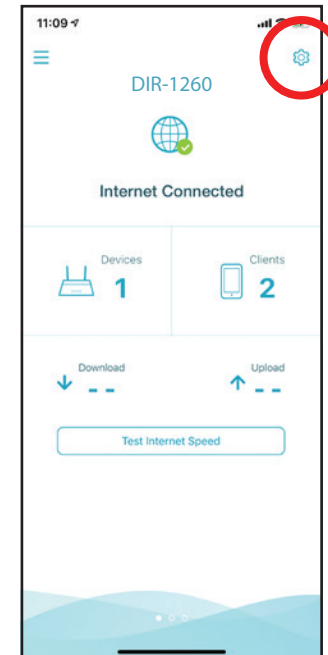 11:09
DIR-1260
Internet Connected
Devices
1
Clients
2
Download
- -
Upload
- -
Test Internet Speed